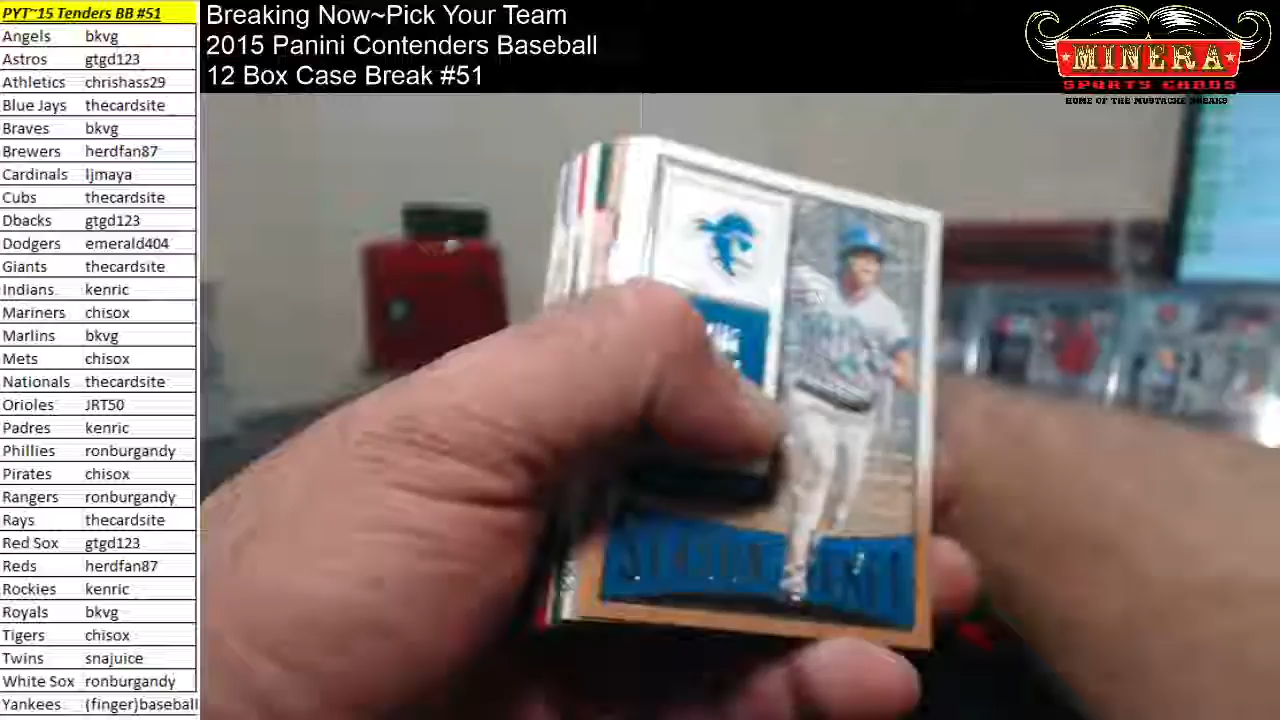 PYT~15 Tenders BB #51
Angels bkvg
Astros gtgd123
Athletics chrishass29
Blue Jays thecardsite
Braves bkvg
Brewers herdfan87
Cardinals ljmaya
Cubs thecardsite
Dbacks gtgd123
Dodgers emerald404
Giants thecardsite
Indians kenric
Mariners chisox
Marlins bkvg
Mets chisox
Nationals thecardsite
Orioles JRT50
Padres kenric
Phillies ronburgandy
Pirates chisox
Rangers ronburgandy
Rays thecardsite
Red Sox gtgd123
Reds herdfan87
Rockies kenric
Royals bkvg
Tigers chisox
Twins snajuice
White Sox ronburgandy
Yankees (finger)baseball
Breaking Now~Pick Your Team
2015 Panini Contenders Baseball
12 Box Case Break #51
MINERA
SPORTS CARDS
HOME OF THE MUSTACHE BREAKS